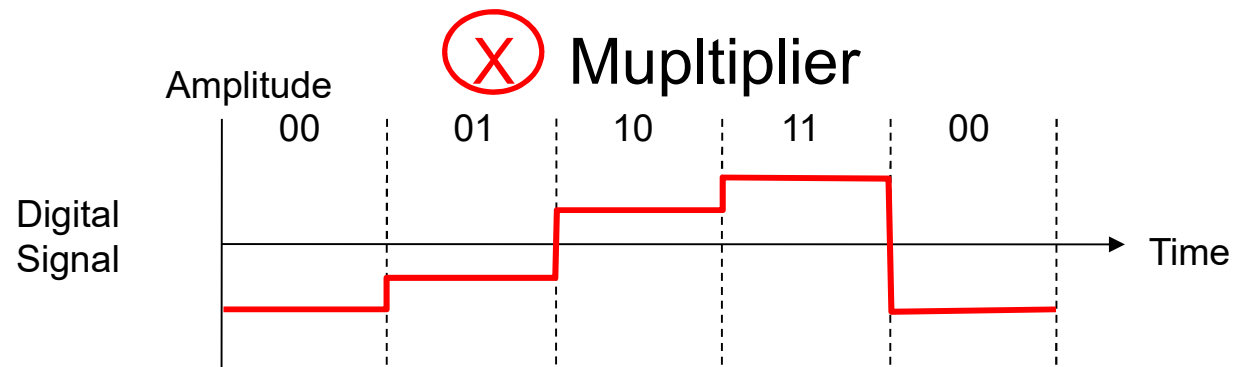 X Mupltiplier
Amplitude
00 01 10 11 00
Digital
Signal
Time